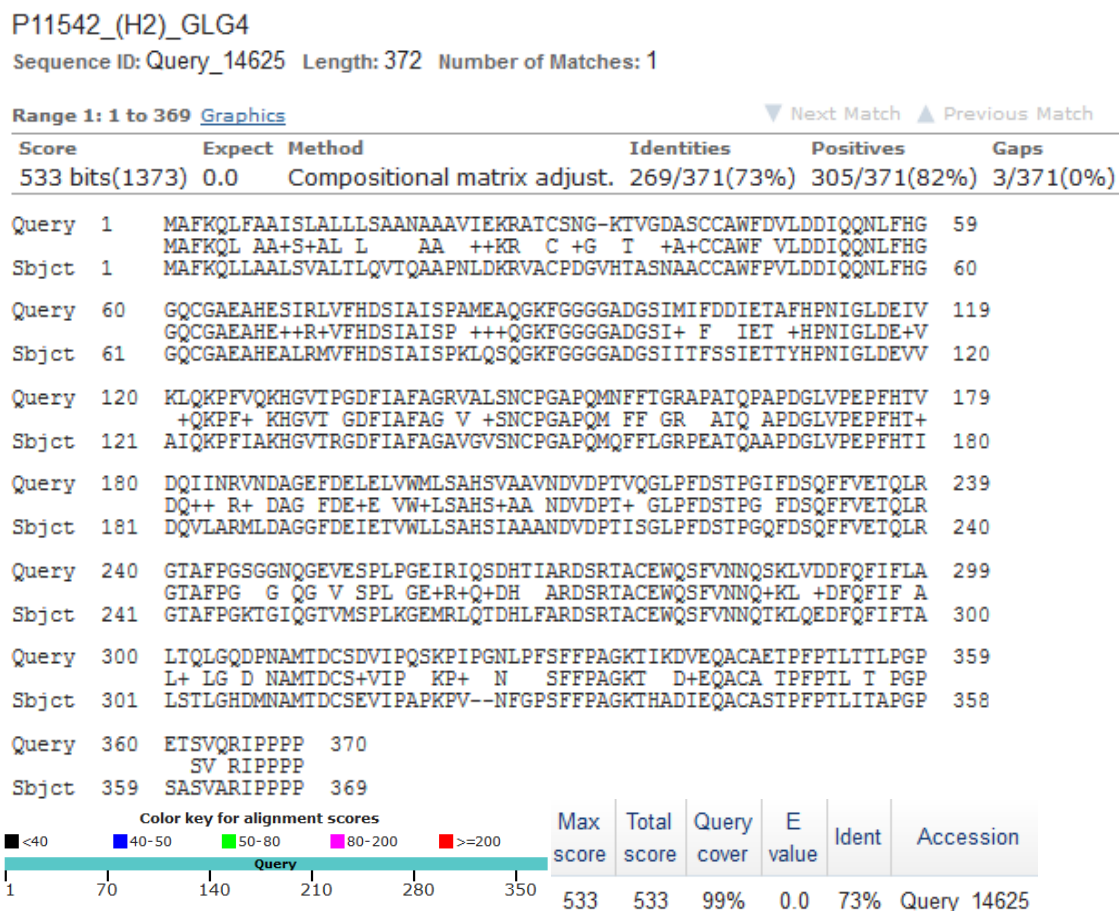 P11542_(H2)_GLG4
Sequence ID: Query_14625 Length: 372 Number of Matches: 1
Range 1: 1 to 369 Graphics ▼ Next Match ▲ Previous Match
Score Expect Method Identities Positives Gaps
533 bits(1373) 0.0 Compositional matrix adjust. 269/371(73%) 305/371(82%) 3/371(0%)
Query 1 MAFKQLFAAISLALLLSAANAAAVIEKRATCSNG-KTVGDASCCAWFDVLDDIQQNLFHG 59
MAFKQL AA+S+AL L AA ++KR C +G T +A+CCAWF VLDDIQQNLFHG
Sbjct 1 MAFKQLLAALSVALTLQVTQAAPNLDKRVACPDGVHTASNAACCAWFPVLDDIQQNLFHG 60
Query 60 GQCGAEAHESIRLVFHDSIAISPAMEAQGKFGGGGADGSIMIFDDIETAFHPNIGLDEIV 119
GQCGAEAHE++R+VFHDSIAISP +++QGKFGGGGADGSI+ F IET +HPNIGLDE+V
Sbjct 61 GQCGAEAHEALRMVFHDSIAISPKLQSQGKFGGGGADGSIITFSSIETTYHPNIGLDEVV 120
Query 120 KLQKPFVQKHGVTPGDFIAFAGRVALSNCPGAPQMNFFTGRAPATQPAPDGLVPEPFHTV 179
+QKPF+ KHGVT GDFIAFAG V +SNCPGAPQM FF GR ATQ APDGLVPEPFHT+
Sbjct 121 AIQKPFIAKHGVTRGDFIAFAGAVGVSNCPGAPQMQFFLGRPEATQAAPDGLVPEPFHTI 180
Query 180 DQIINRVNDAGEFDELELVWMLSAHSVAAVNDVDPTVQGLPFDSTPGIFDSQFFVETQLR 239
DQ++ R+ DAG FDE+E VW+LSAHS+AA NDVDPT+ GLPFDSTPG FDSQFFVETQLR
Sbjct 181 DQVLARMLDAGGFDEIETVWLLSAHSIAAANDVDPTISGLPFDSTPGQFDSQFFVETQLR 240
Query 240 GTAFPGSGGNQGEVESPLPGEIRIQSDHTIARDSRTACEWQSFVNNQSKLVDDFQFIFLA 299
GTAFPG G QG V SPL GE+R+Q+DH ARDSRTACEWQSFVNNQ+KL +DFQFIF A
Sbjct 241 GTAFPGKTGIQGTVMSPLKGEMRLQTDHLFARDSRTACEWQSFVNNQTKLQEDFQFIFTA 300
Query 300 LTQLGQDPNAMTDCSDVIPQSKPIPGNLPFSFFPAGKTIKDVEQACAETPFPTLTTLPGP 359
L+ LG D NAMTDCS+VIP KP+ N SFFPAGKT D+EQACA TPFPTL T PGP
Sbjct 301 LSTLGHDMNAMTDCSEVIPAPKPV--NFGPSFFPAGKTHADIEQACASTPFPTLITAPGP 358
Query 360 ETSVQRIPPPP 370
SV RIPPPP
Sbjct 359 SASVARIPPPP 369
Color key for alignment scores
<40 40-50 50-80 80-200 >=200
Query
1 70 140 210 280 350
Max score Total score Query cover E value Ident Accession
533 533 99% 0.0 73% Query_14625